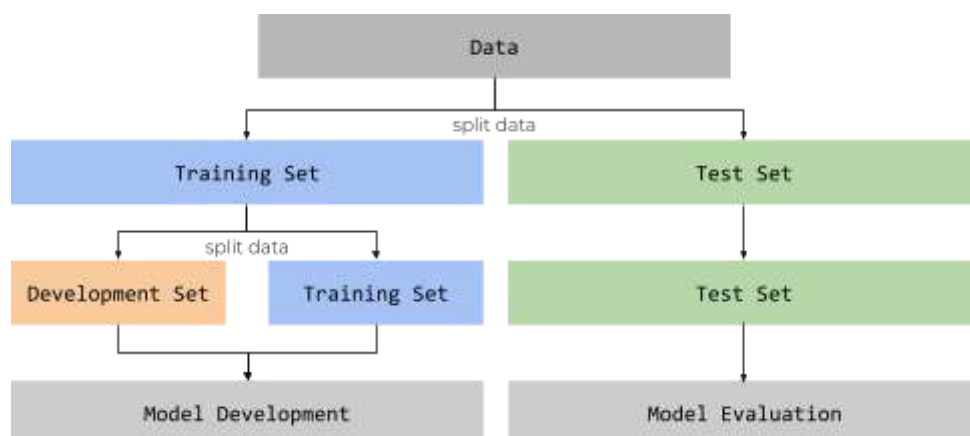 Data
split data
Training Set
Test Set
split data
Development Set
Training Set
Test Set
Model Development
Model Evaluation